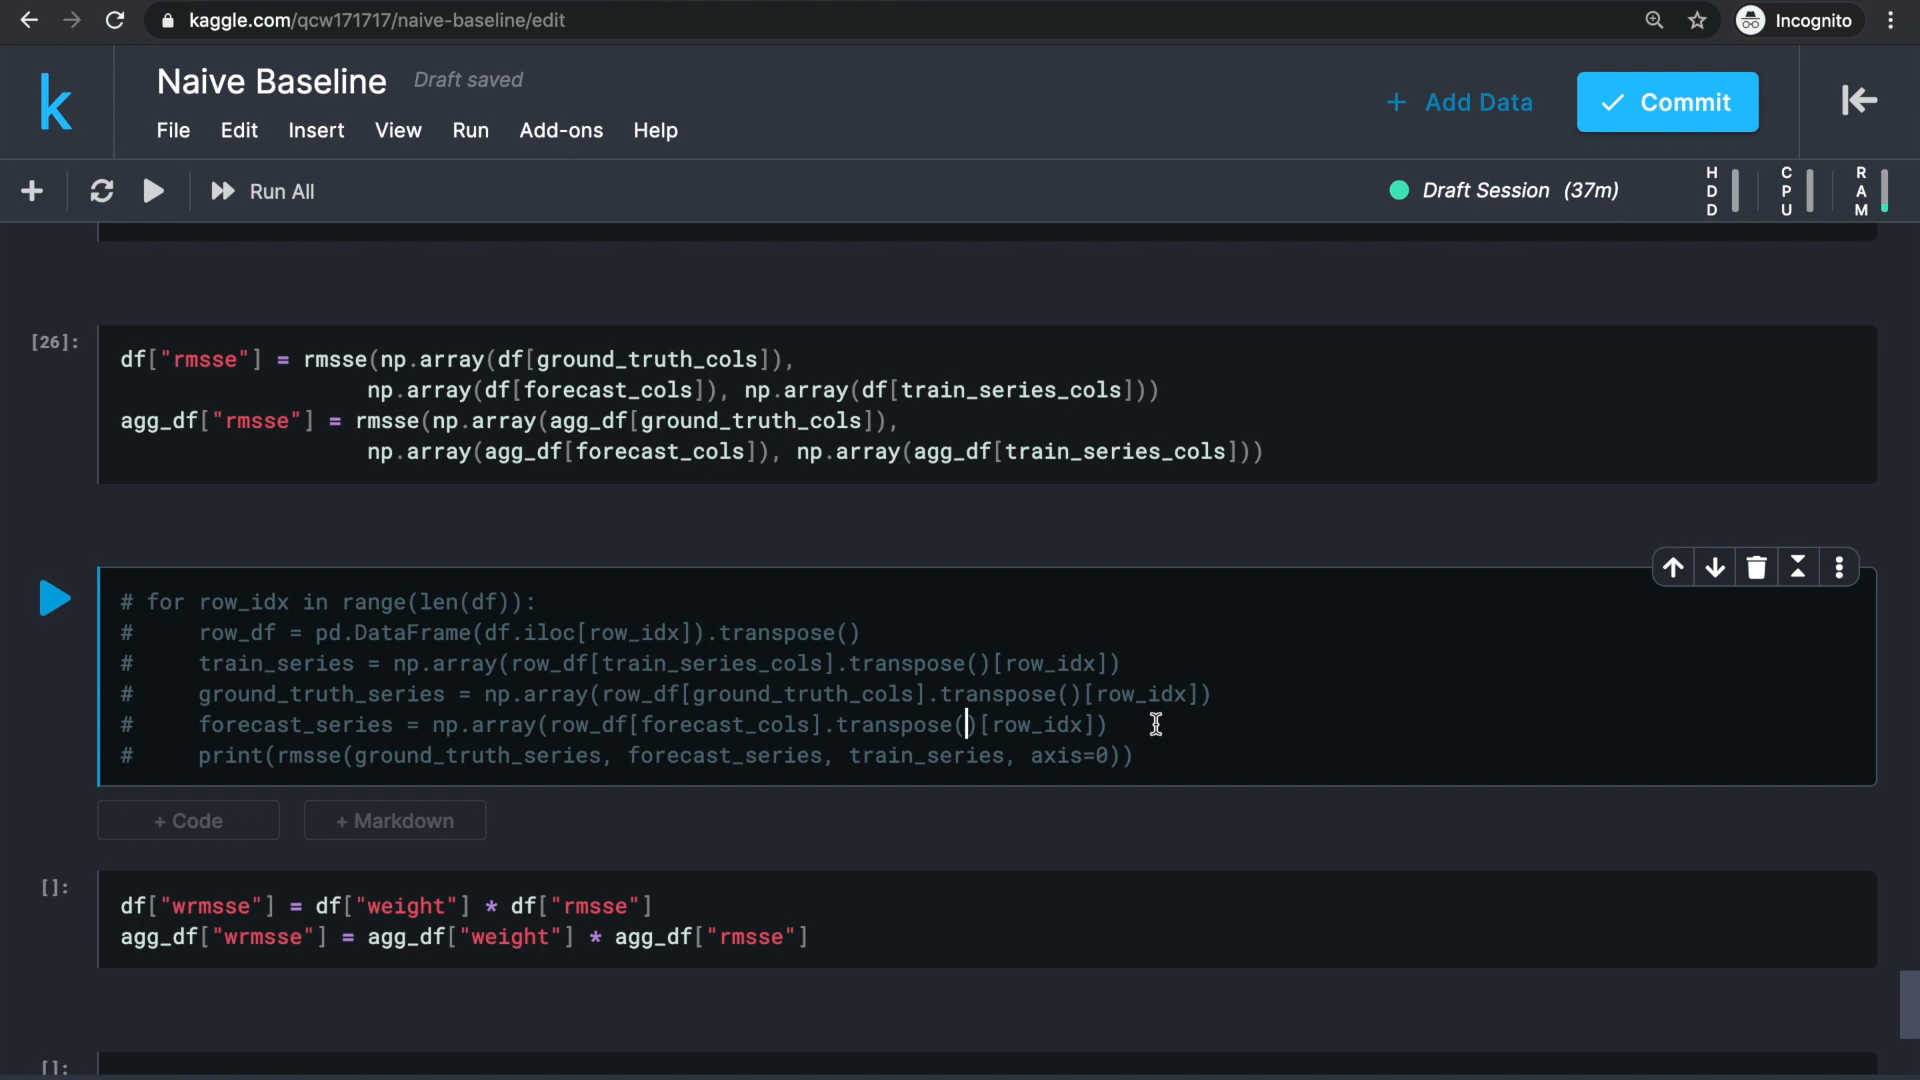 kaggle.com/qcw171717/naive-baseline/edit
Incognito
k
Naive Baseline
Draft saved
File Edit Insert View Run Add-ons Help
+ Add Data
Commit
Run All
Draft Session (37m)
HDD
CPU
RAM
[26]:
df["rmsse"] = rmsse(np.array(df[ground_truth_cols]),
np.array(df[forecast_cols]), np.array(df[train_series_cols]))
agg_df["rmsse"] = rmsse(np.array(agg_df[ground_truth_cols]),
np.array(agg_df[forecast_cols]), np.array(agg_df[train_series_cols]))
# for row_idx in range(len(df)):
#     row_df = pd.DataFrame(df.iloc[row_idx]).transpose()
#     train_series = np.array(row_df[train_series_cols].transpose()[row_idx])
#     ground_truth_series = np.array(row_df[ground_truth_cols].transpose()[row_idx])
#     forecast_series = np.array(row_df[forecast_cols].transpose()[row_idx])
#     print(rmsse(ground_truth_series, forecast_series, train_series, axis=0))
+ Code
+ Markdown
[]:
df["wrmsse"] = df["weight"] * df["rmsse"]
agg_df["wrmsse"] = agg_df["weight"] * agg_df["rmsse"]
[]: